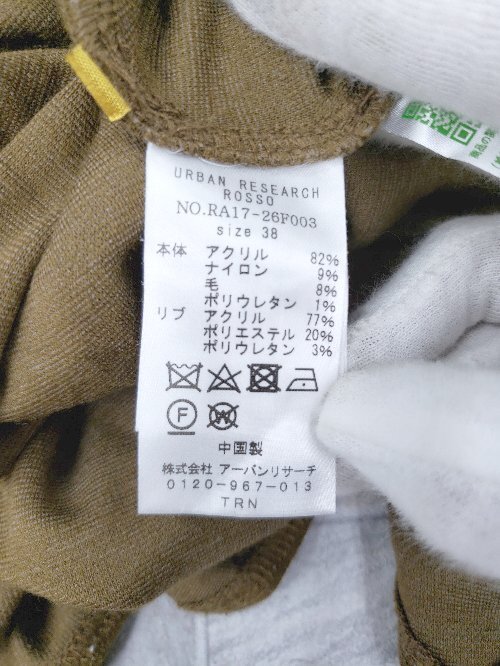 URBAN RESEARCH
ROSSO
NO.RA17-26F003
size 38
本体 アクリル 82%
ナイロン 9%
毛 8%
ポリウレタン 1%
リブ アクリル 77%
ポリエステル 20%
ポリウレタン 3%
F W
中国製
株式会社 アーバンリサーチ
0120-967-013
TRN